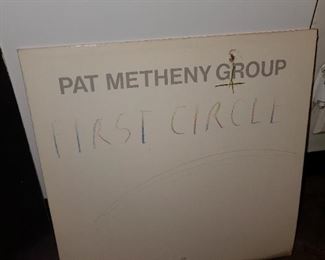 PAT METHENY GROUP
FIRST CIRCLE